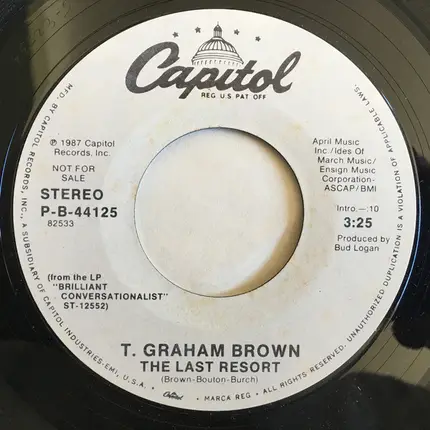 Capitol
REG U.S PAT OFF
℗ 1987 Capitol
Records, Inc.
NOT FOR
SALE
STEREO
P-B-44125
82533
(from the LP
"BRILLIANT
CONVERSATIONALIST"
ST-12552)
April Music
Inc./Ides Of
March Music/
Ensign Music
Corporation-
ASCAP/BMI
Intro.-:10
3:25
Produced by
Bud Logan
T. GRAHAM BROWN
THE LAST RESORT
(Brown-Bouton-Burch)
MFD. BY CAPITOL RECORDS, INC., A SUBSIDIARY OF CAPITOL INDUSTRIES-EMI, U.S.A. • Capitol • MARCA REG • ALL RIGHTS RESERVED. UNAUTHORIZED DUPLICATION IS A VIOLATION OF APPLICABLE LAWS.